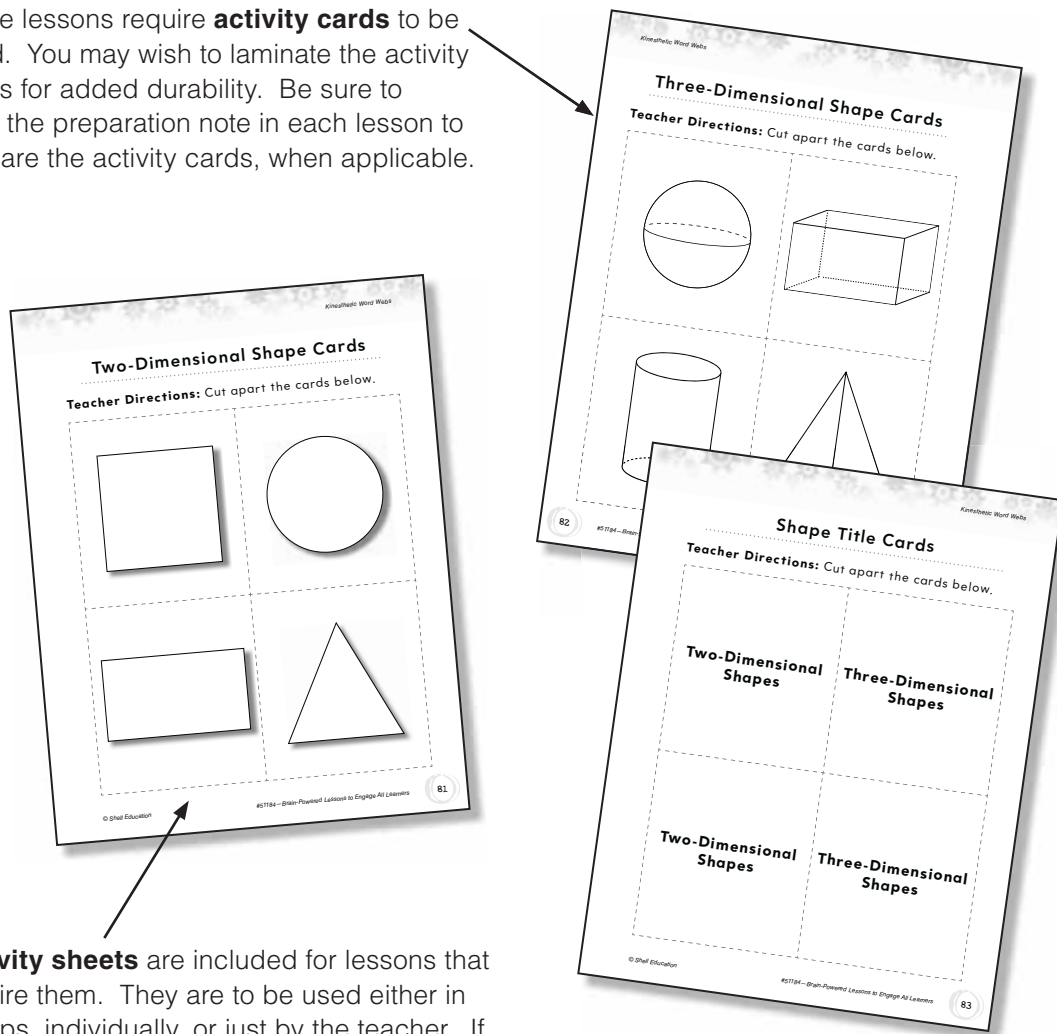 e lessons require activity cards to be
d. You may wish to laminate the activity
s for added durability. Be sure to
the preparation note in each lesson to
are the activity cards, when applicable.
Kinesthetic Word Webs
Three-Dimensional Shape Cards
Teacher Directions: Cut apart the cards below.
82
#51184—Brain-
Kinesthetic Word Webs
Two-Dimensional Shape Cards
Teacher Directions: Cut apart the cards below.
© Shell Education
#51184—Brain-Powered Lessons to Engage All Learners
81
Kinesthetic Word Webs
Shape Title Cards
Teacher Directions: Cut apart the cards below.
Two-Dimensional
Shapes
Three-Dimensional
Shapes
Two-Dimensional
Shapes
Three-Dimensional
Shapes
© Shell Education
#51184—Brain-Powered Lessons to Engage All Learners
83
vity sheets are included for lessons that
ire them. They are to be used either in
ps, individually, or just by the teacher. If